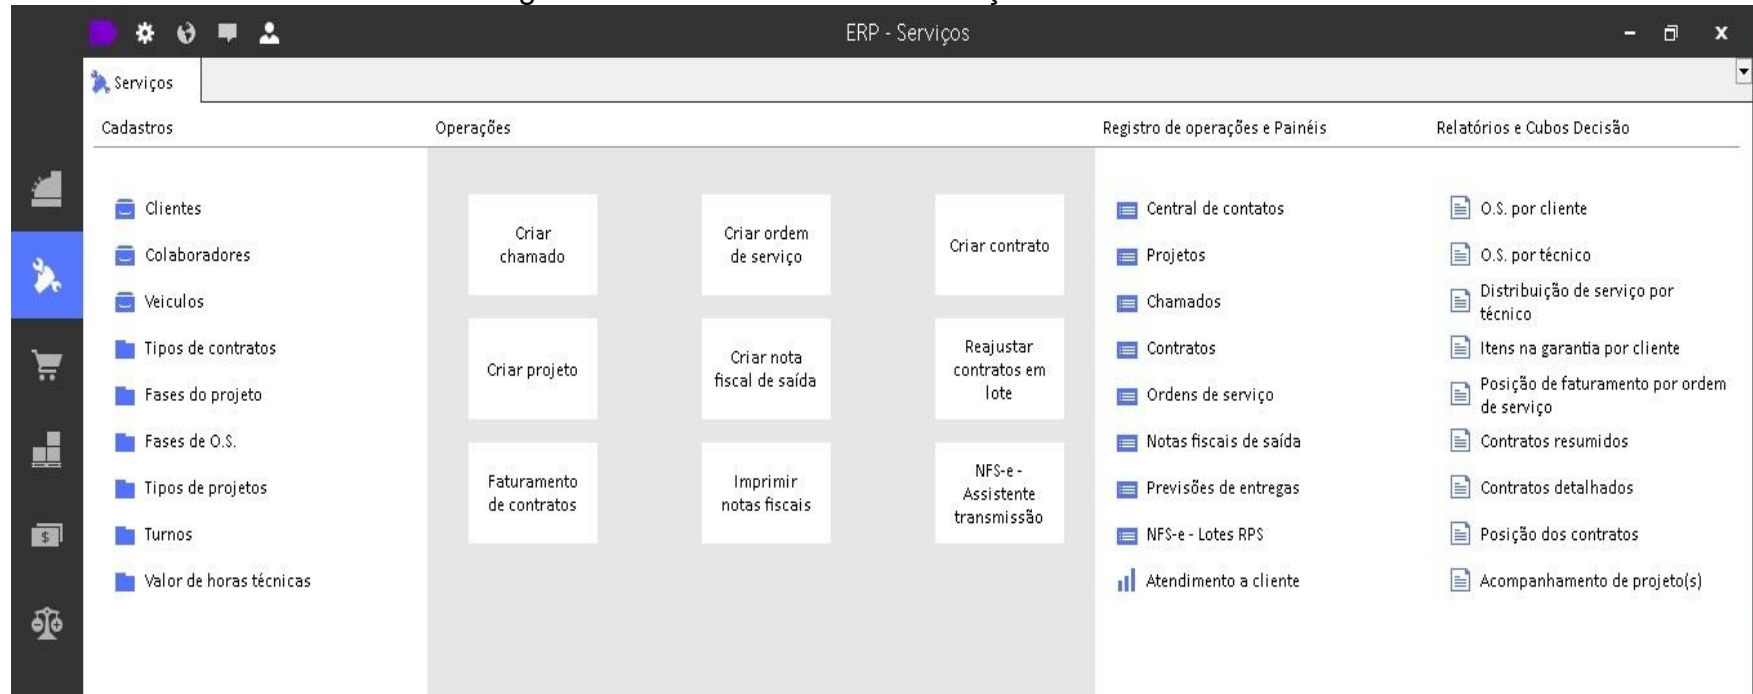 ERP - Serviços
Serviços
Cadastros
Operações
Registro de operações e Painéis
Relatórios e Cubos Decisão
Clientes
Colaboradores
Veiculos
Tipos de contratos
Fases do projeto
Fases de O.S.
Tipos de projetos
Turnos
Valor de horas técnicas
Criar
chamado
Criar ordem
de serviço
Criar contrato
Criar projeto
Criar nota
fiscal de saída
Reajustar
contratos em
lote
Faturamento
de contratos
Imprimir
notas fiscais
NFS-e -
Assistente
transmissão
Central de contatos
Projetos
Chamados
Contratos
Ordens de serviço
Notas fiscais de saída
Previsões de entregas
NFS-e - Lotes RPS
Atendimento a cliente
O.S. por cliente
O.S. por técnico
Distribuição de serviço por
técnico
Itens na garantia por cliente
Posição de faturamento por ordem
de serviço
Contratos resumidos
Contratos detalhados
Posição dos contratos
Acompanhamento de projeto(s)